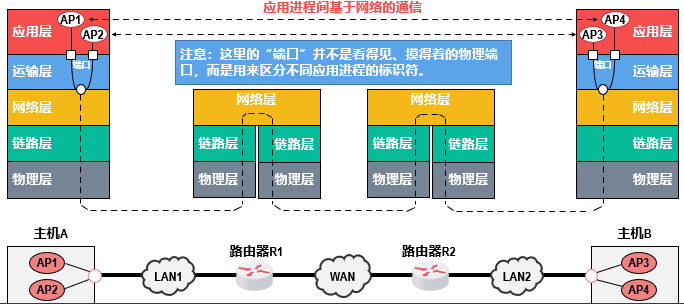 应用进程间基于网络的通信
应用层
AP1
AP2
端口
运输层
网络层
链路层
物理层
注意：这里的“端口”并不是看得见、摸得着的物理端
口，而是用来区分不同应用进程的标识符。
网络层
链路层
链路层
物理层
物理层
网络层
链路层
链路层
物理层
物理层
AP4
AP3
应用层
端口
运输层
网络层
链路层
物理层
主机A
AP1
AP2
LAN1
路由器R1
WAN
路由器R2
LAN2
主机B
AP3
AP4